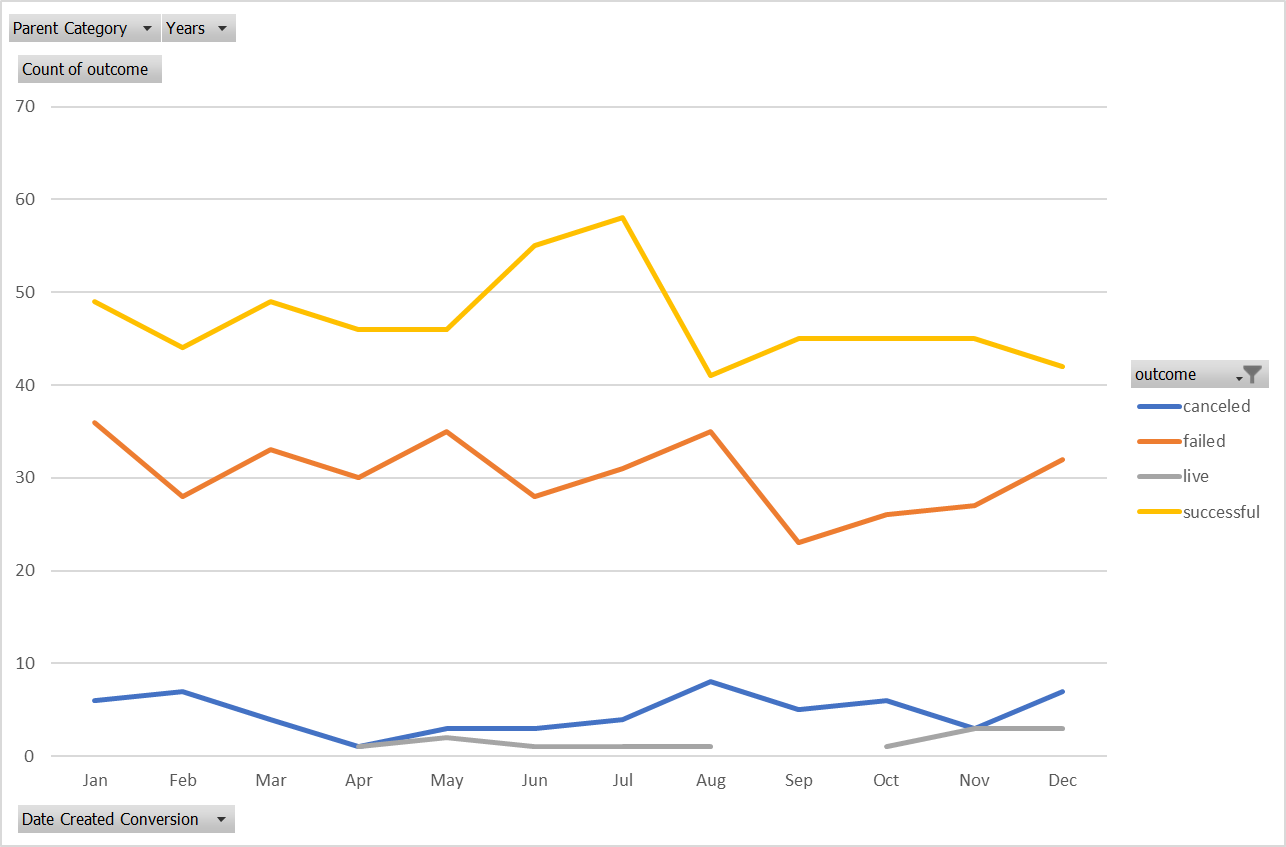 Parent Category Years
Count of outcome
70
60
50
40
30
20
10
0
Jan Feb Mar Apr May Jun Jul Aug Sep Oct Nov Dec
outcome
canceled
failed
live
successful
Date Created Conversion